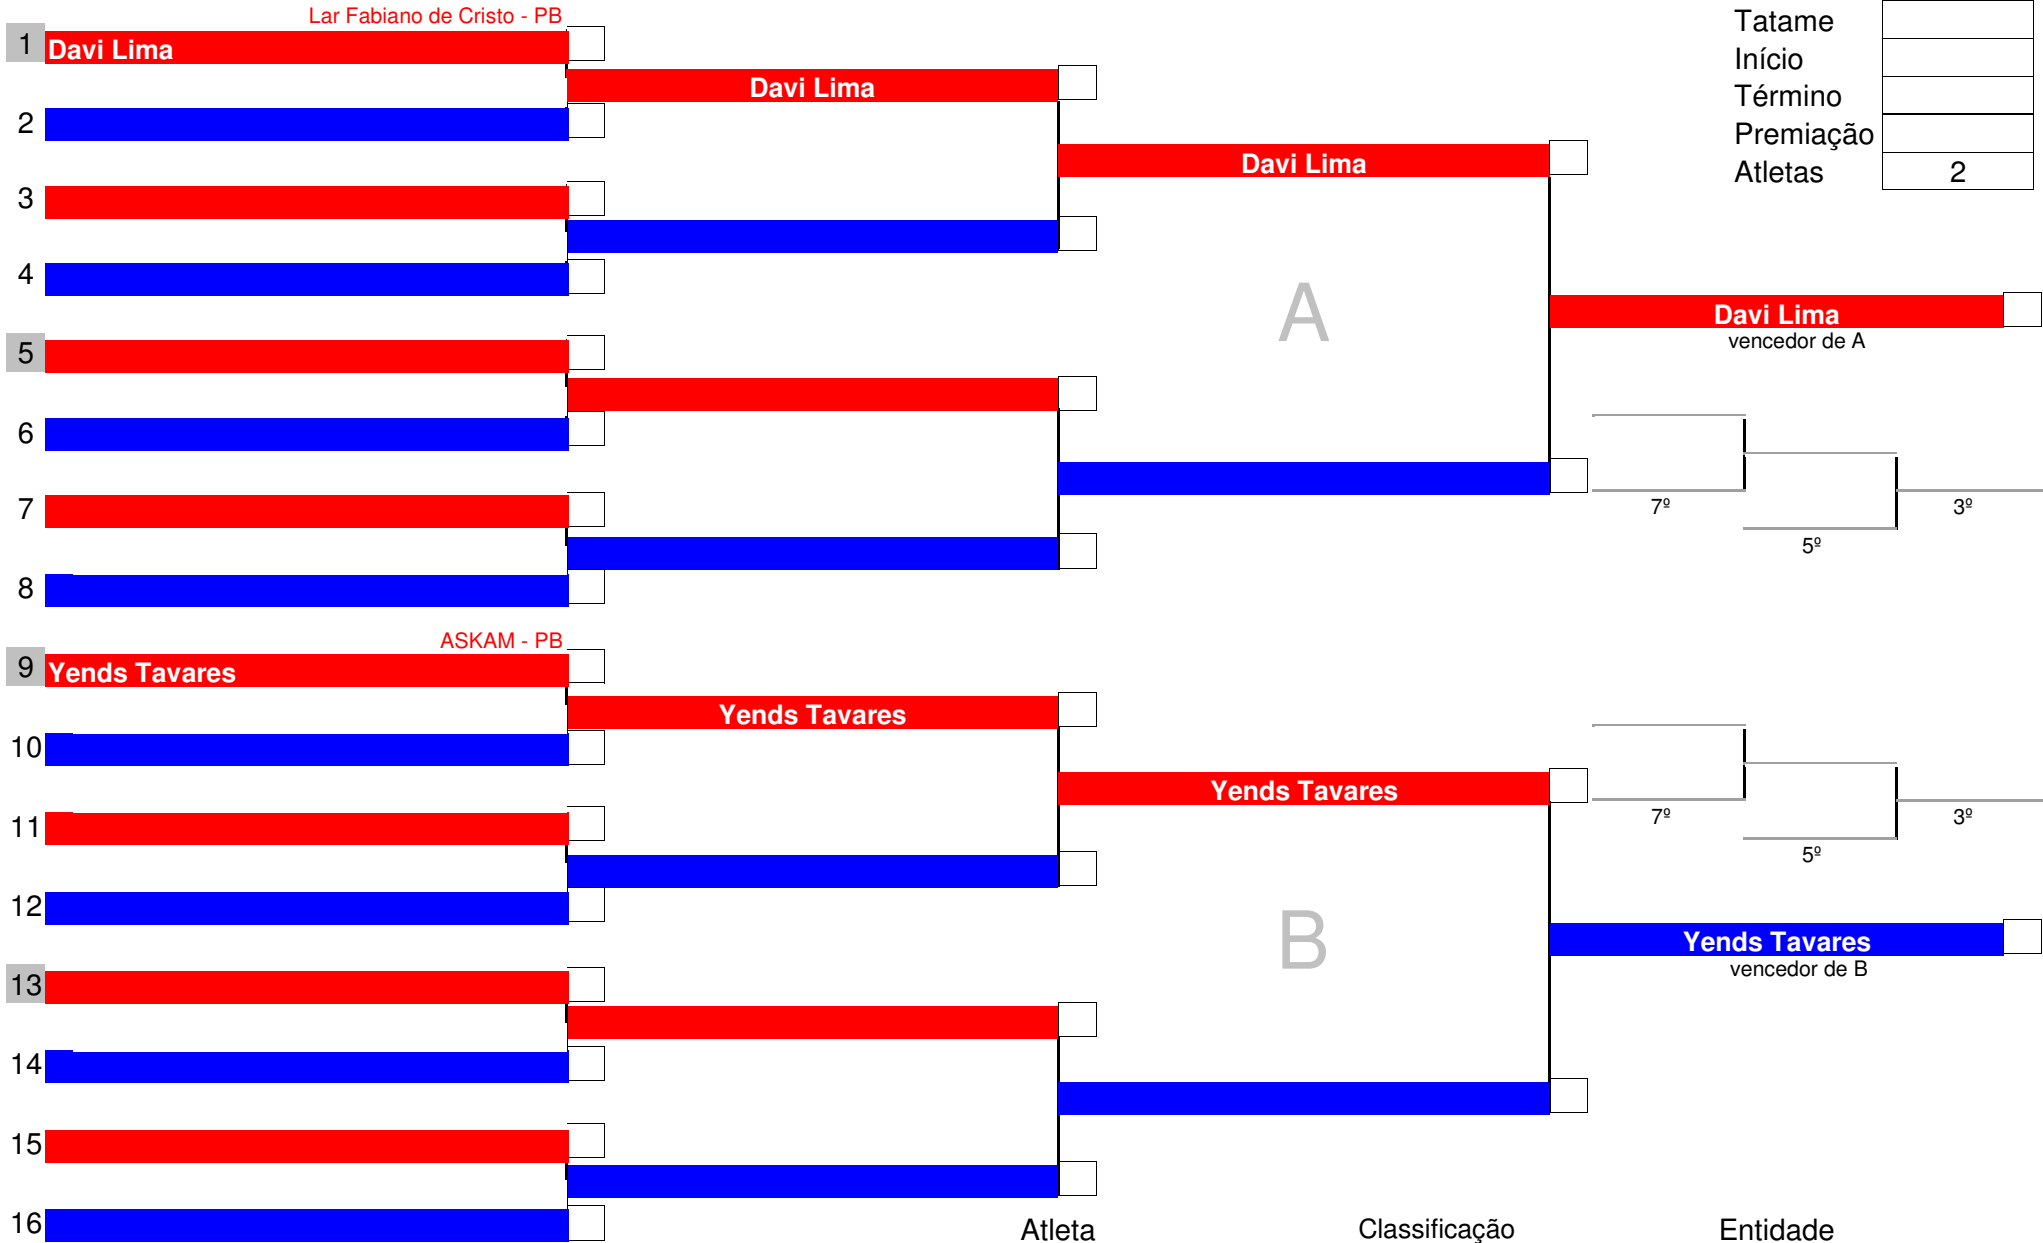 Lar Fabiano de Cristo - PB
Tatame
Início
Término
Premiação
Atletas 2
1 Davi Lima
Davi Lima
2
Davi Lima
3
4
A
Davi Lima
vencedor de A
5
6
7
7º 3º
5º
8
ASKAM - PB
9 Yends Tavares
Yends Tavares
10
Yends Tavares
11
7º 3º
5º
12
B
Yends Tavares
vencedor de B
13
14
15
16
Atleta Classificação Entidade